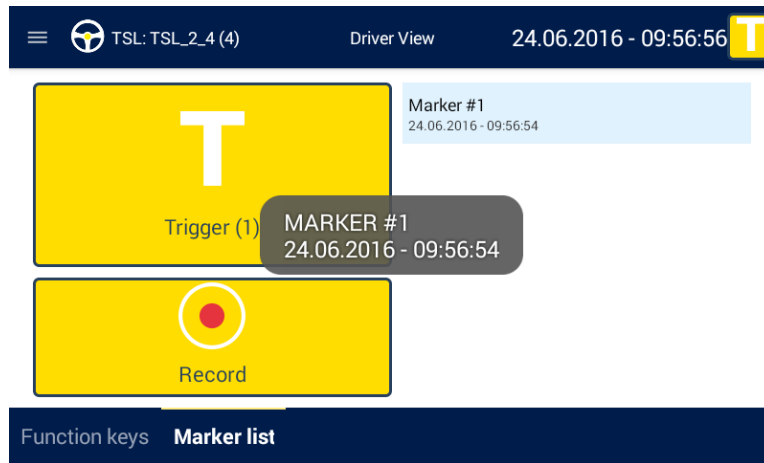 TSL: TSL_2_4 (4)
Driver View
24.06.2016 - 09:56:56
T
T
Trigger (1)
Marker #1
24.06.2016 - 09:56:54
MARKER #1
24.06.2016 - 09:56:54
Record
Function keys
Marker list